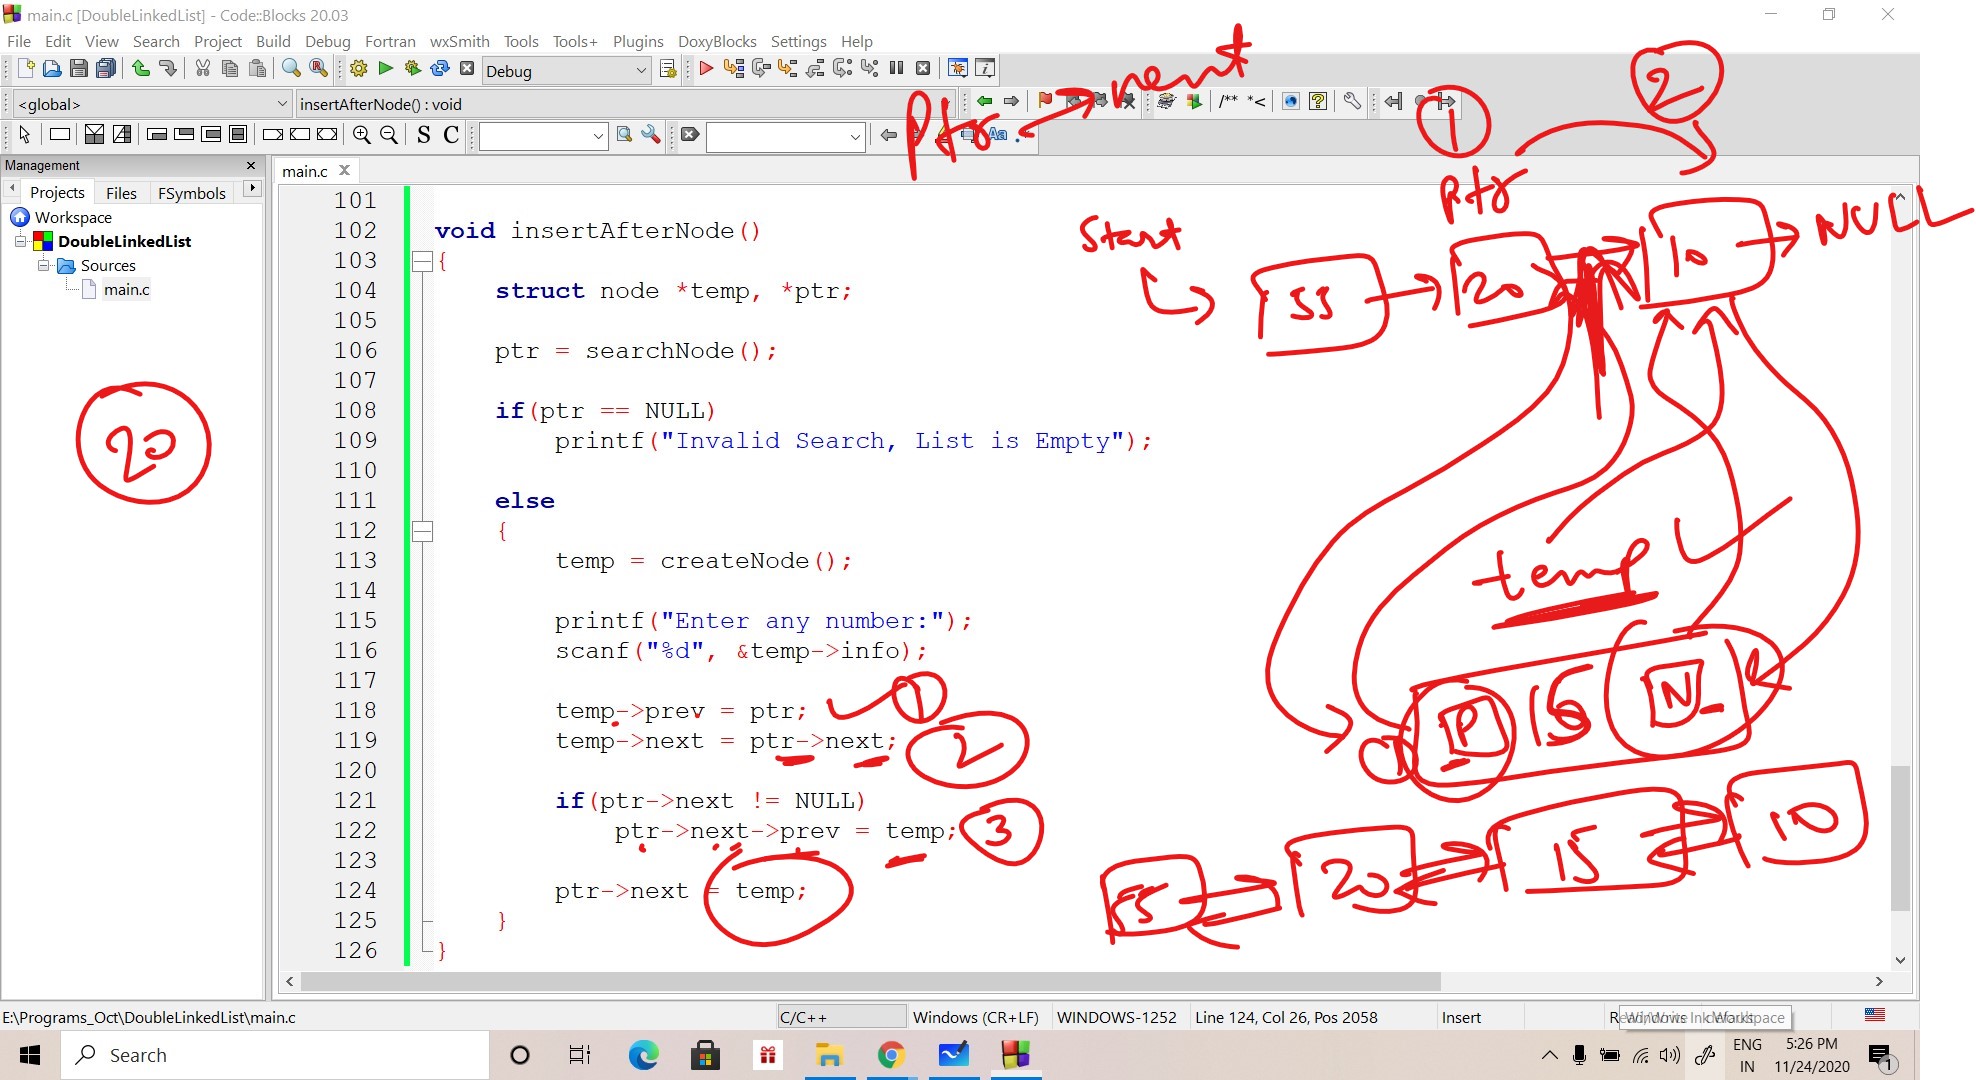 main.c [DoubleLinkedList] - Code::Blocks 20.03
File Edit View Search Project Build Debug Fortran wxSmith Tools Tools+ Plugins DoxyBlocks Settings Help
next
2
Debug
1
<global>
insertAfterNode() : void
/** *<
ptr
S C
Aa .*
Management
main.c
ptr
Projects Files FSymbols
Workspace
DoubleLinkedList
Sources
main.c
Start
55
20
10
NULL
101
102 void insertAfterNode()
103 {
104 struct node *temp, *ptr;
105
106 ptr = searchNode();
107
108 if(ptr == NULL)
109 printf("Invalid Search, List is Empty");
110
111 else
112 {
113 temp = createNode();
114
115 printf("Enter any number:");
116 scanf("%d", &temp->info);
117
118 temp->prev = ptr; 1
119 temp->next = ptr->next; 2
120
121 if(ptr->next != NULL)
122 ptr->next->prev = temp; 3
123
124 ptr->next = temp;
125 }
126 }
20
temp
P 15 N
55 20 15 10
E:\Programs_Oct\DoubleLinkedList\main.c C/C++ Windows (CR+LF) WINDOWS-1252 Line 124, Col 26, Pos 2058 Insert
Windows Ink Workspace
Search
ENG
IN
5:26 PM
11/24/2020
1